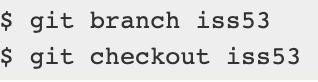 $ git branch iss53
$ git checkout iss53